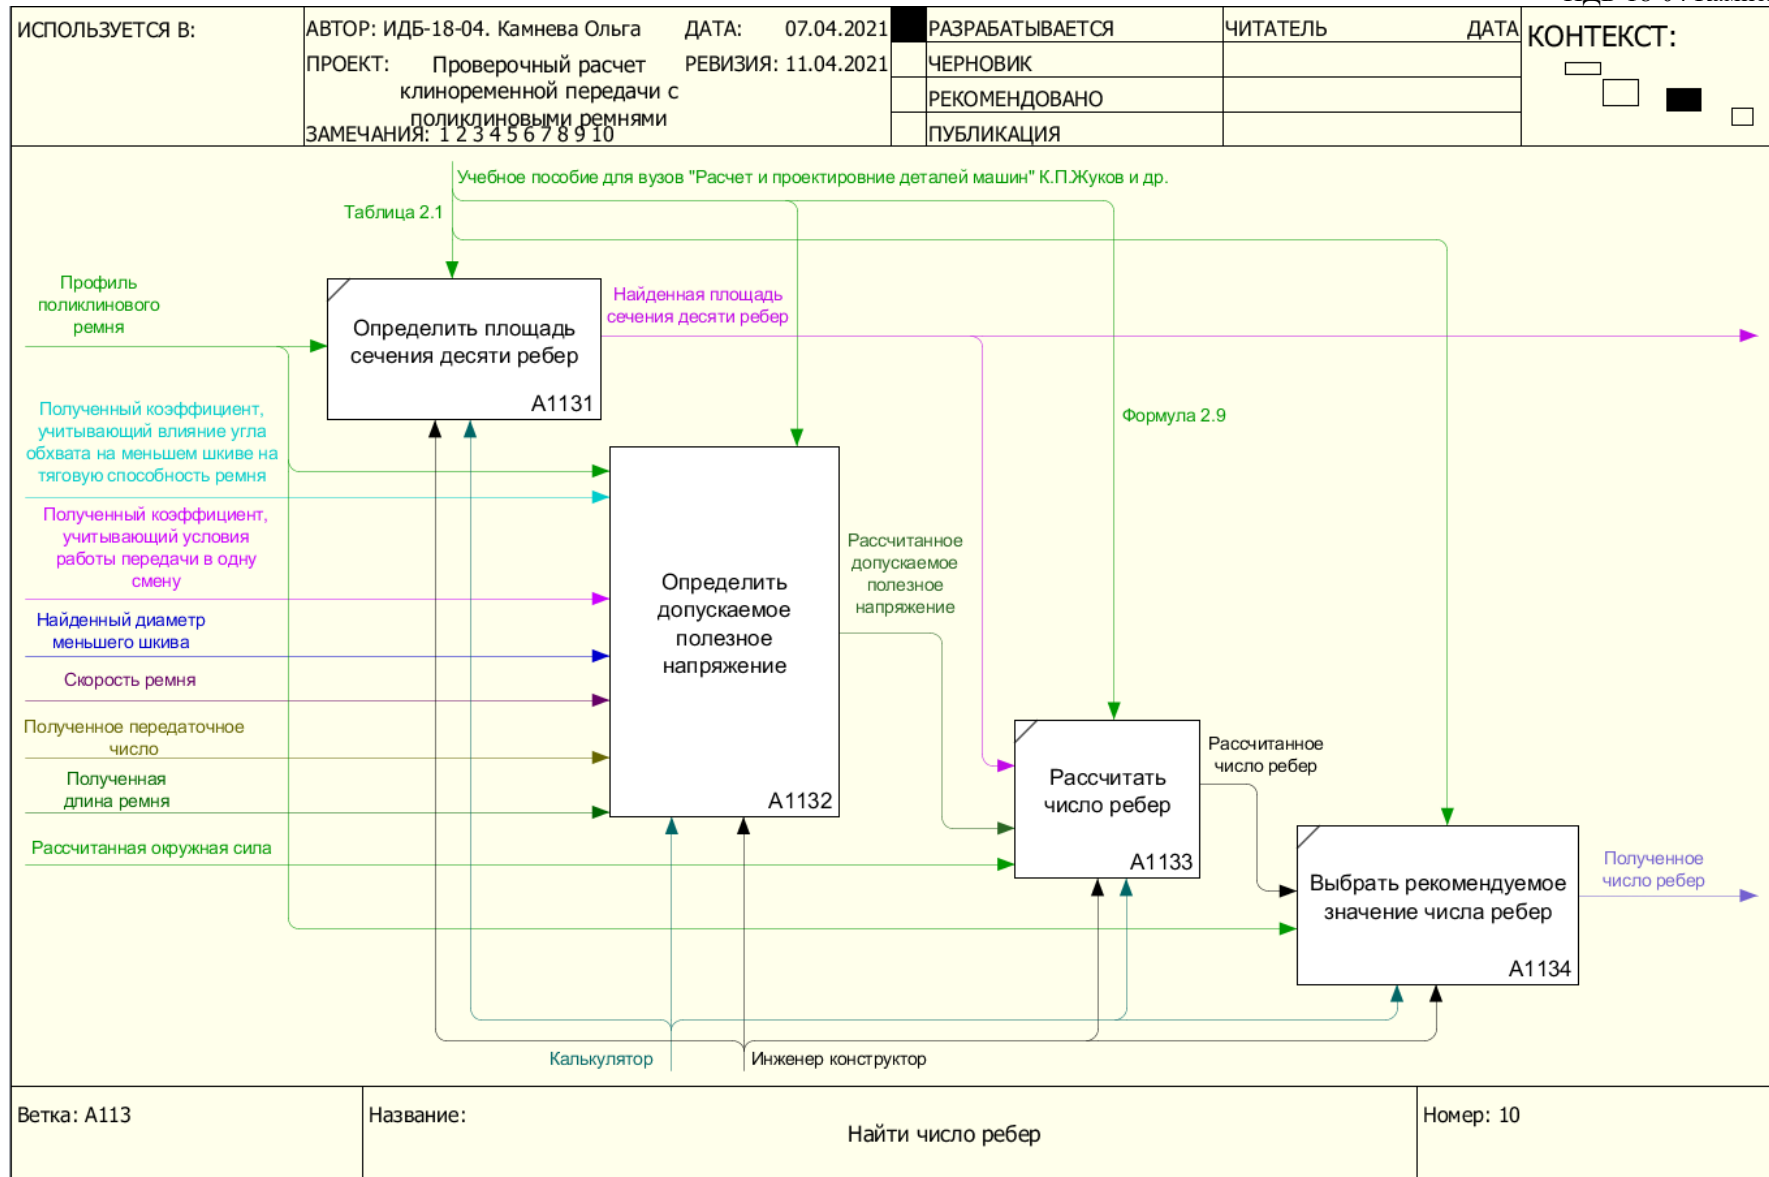 ИСПОЛЬЗУЕТСЯ В:
АВТОР: ИДБ-18-04. Камнева Ольга
ДАТА: 07.04.2021
ПРОЕКТ: Проверочный расчет
клиноременной передачи с
поликлиновыми ремнями
РЕВИЗИЯ: 11.04.2021
ЗАМЕЧАНИЯ: 1 2 3 4 5 6 7 8 9 10
РАЗРАБАТЫВАЕТСЯ
ЧЕРНОВИК
РЕКОМЕНДОВАНО
ПУБЛИКАЦИЯ
ЧИТАТЕЛЬ
ДАТА
КОНТЕКСТ:
Учебное пособие для вузов "Расчет и проектировние деталей машин" К.П.Жуков и др.
Таблица 2.1
Профиль
поликлинового
ремня
Определить площадь
сечения десяти ребер
A1131
Найденная площадь
сечения десяти ребер
Полученный коэффициент,
учитывающий влияние угла
обхвата на меньшем шкиве на
тяговую способность ремня
Формула 2.9
Полученный коэффициент,
учитывающий условия
работы передачи в одну
смену
Определить
допускаемое
полезное
напряжение
A1132
Рассчитанное
допускаемое
полезное
напряжение
Найденный диаметр
меньшего шкива
Скорость ремня
Полученное передаточное
число
Полученная
длина ремня
Рассчитанная окружная сила
Рассчитать
число ребер
A1133
Рассчитанное
число ребер
Выбрать рекомендуемое
значение числа ребер
A1134
Полученное
число ребер
Калькулятор
Инженер конструктор
Ветка: A113
Название:
Найти число ребер
Номер: 10